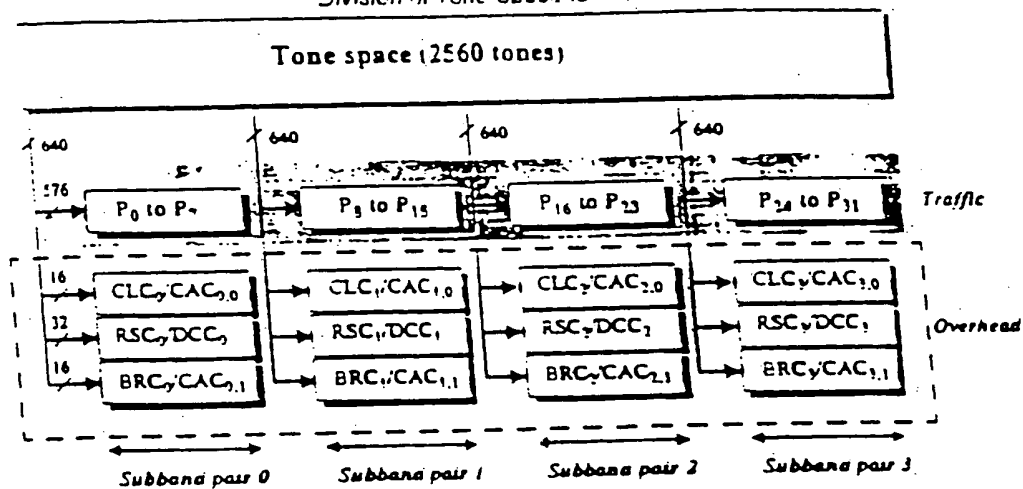 Division of Tone
Tone space (2560 tones)
640 640 640 640
576 P0 to P7 P8 to P15 P16 to P23 P24 to P31 Traffic
16 CLC0/CAC0,0 CLC1/CAC1,0 CLC2/CAC2,0 CLC3/CAC3,0
32 RSC0/DCC0 RSC1/DCC1 RSC2/DCC2 RSC3/DCC3 Overhead
16 BRC0/CAC0,1 BRC1/CAC1,1 BRC2/CAC2,1 BRC3/CAC3,1
Subband pair 0 Subband pair 1 Subband pair 2 Subband pair 3